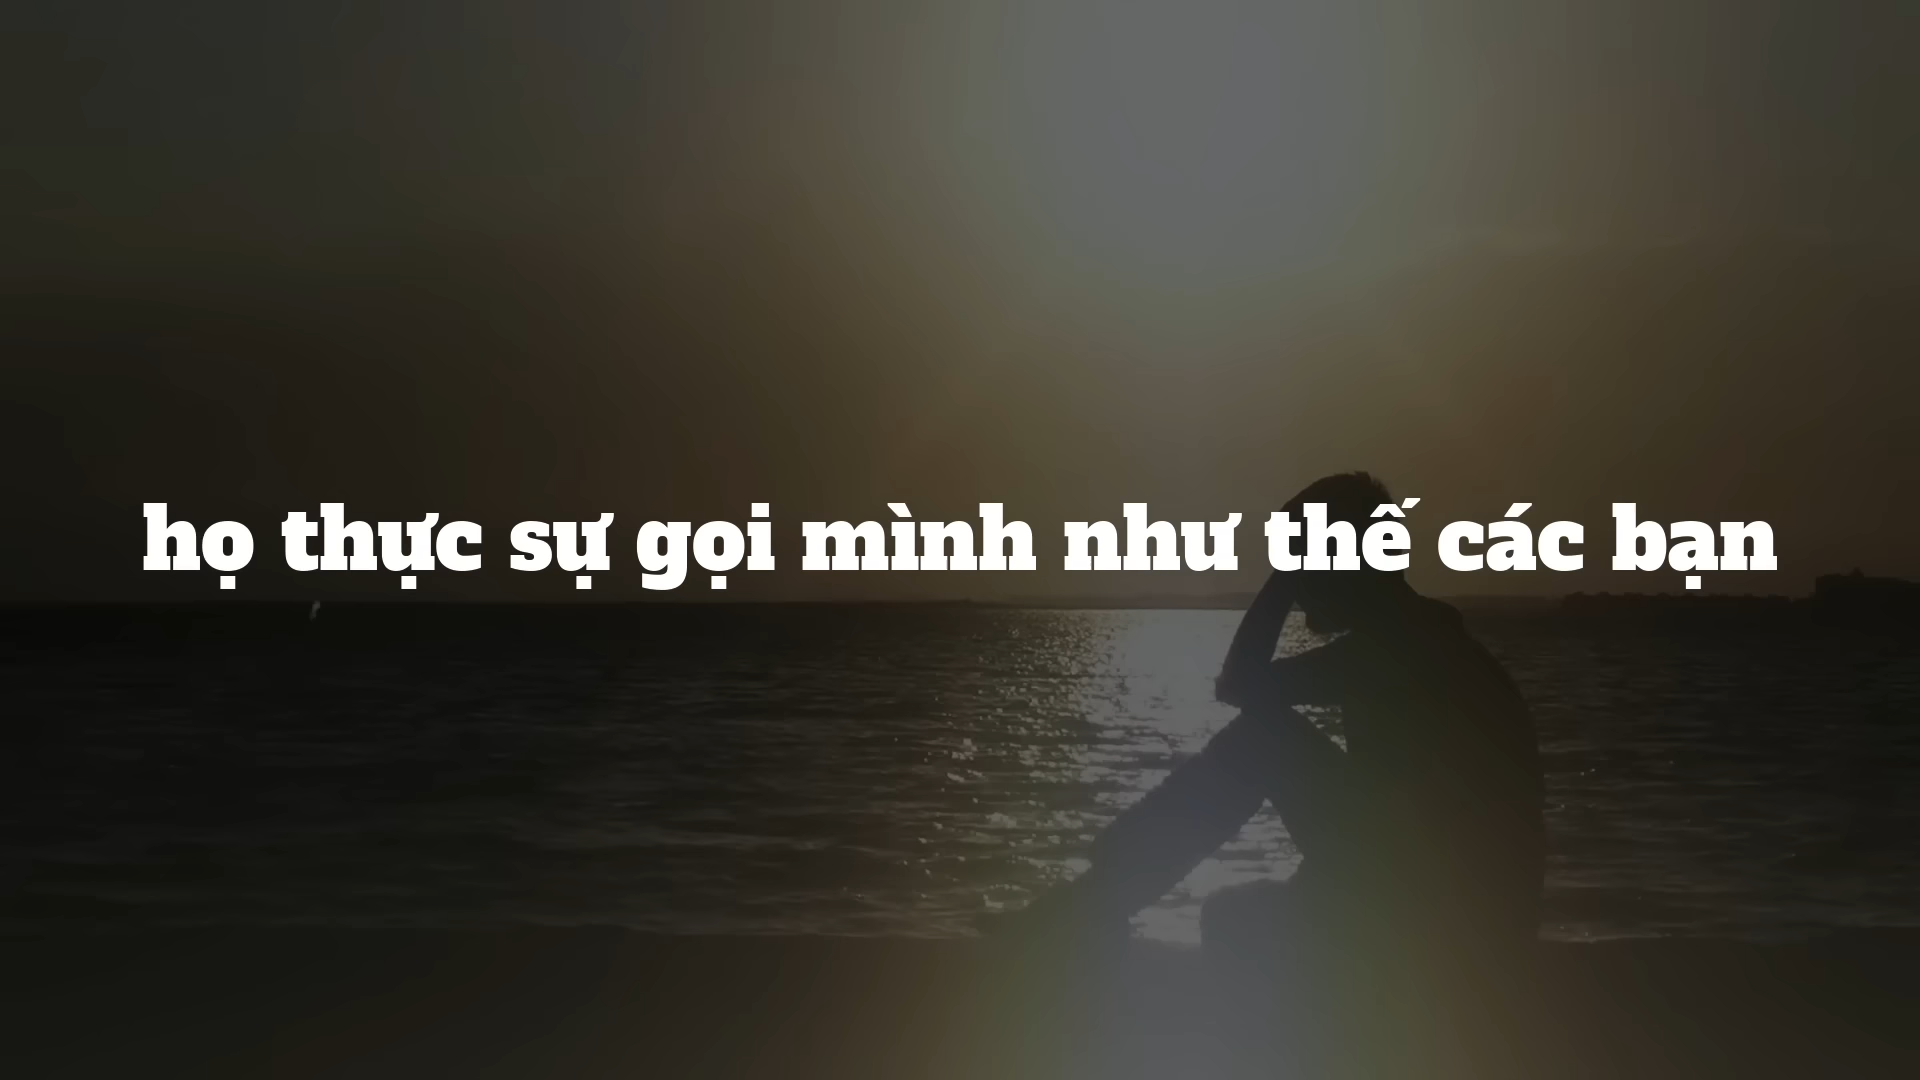 họ thực sự gọi mình như thế các bạn